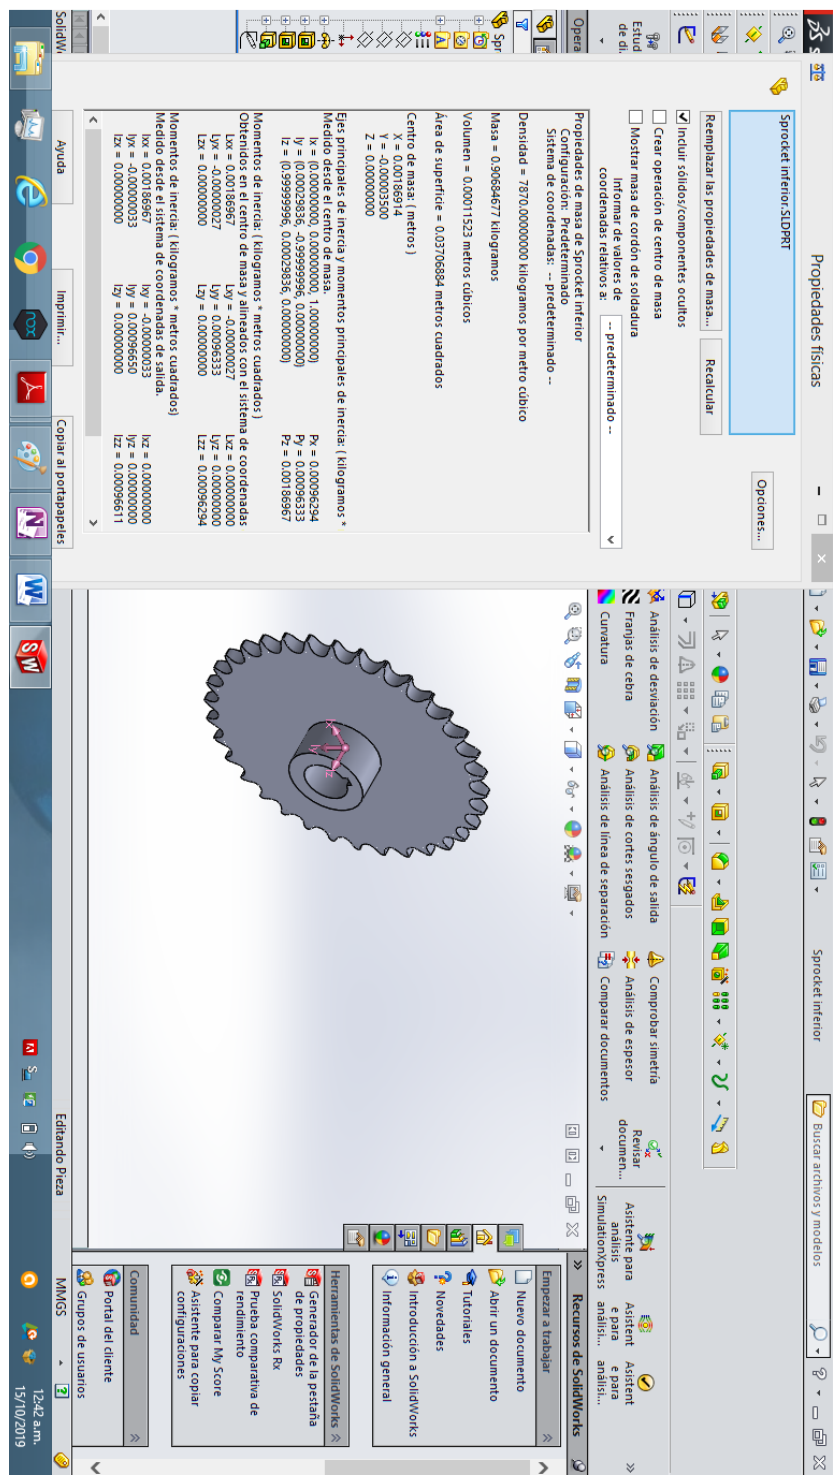 Propiedades físicas
Sprocket inferior.SLDPRT
Opciones...
Reemplazar las propiedades de masa...
Recalcular
Incluir sólidos/componentes ocultos
Crear operación de centro de masa
Mostrar masa de cordón de soldadura
Informar de valores de
coordenadas relativos a:
-- predeterminado --
Propiedades de masa de Sprocket inferior
Configuración: Predeterminado
Sistema de coordenadas: -- predeterminado --
Densidad = 7870.00000000 kilogramos por metro cúbico
Masa = 0.90684677 kilogramos
Volumen = 0.00011523 metros cúbicos
Área de superficie = 0.03706884 metros cuadrados
Centro de masa: ( metros )
X = 0.00186914
Y = -0.00003500
Z = 0.00000000
Ejes principales de inercia y momentos principales de inercia: ( kilogramos *
Medido desde el centro de masa.
Ix = (0.00000000, 0.00000000, 1.00000000) Px = 0.00096294
Iy = (0.00029836, -0.99999996, 0.00000000) Py = 0.00096333
Iz = (0.99999996, 0.00029836, 0.00000000) Pz = 0.00186967
Momentos de inercia: ( kilogramos * metros cuadrados )
Obtenidos en el centro de masa y alineados con el sistema de coordenadas
Lxx = 0.00186967 Lxy = -0.00000027 Lxz = 0.00000000
Lyx = -0.00000027 Lyy = 0.00096333 Lyz = 0.00000000
Lzx = 0.00000000 Lzy = 0.00000000 Lzz = 0.00096294
Momentos de inercia: ( kilogramos * metros cuadrados)
Medido desde el sistema de coordenadas de salida.
Ixx = 0.00186967 Ixy = -0.00000033 Ixz = 0.00000000
Iyx = -0.00000033 Iyy = 0.00096650 Iyz = 0.00000000
Izx = 0.00000000 Izy = 0.00000000 Izz = 0.00096611
Ayuda
Imprimir...
Copiar al portapapeles
Estud
de di.
Opera
Spr
SolidW
Sprocket inferior
Buscar archivos y modelos
Análisis de desviación
Franjas de cebra
Curvatura
Análisis de ángulo de salida
Análisis de cortes sesgados
Análisis de línea de separación
Comprobar simetría
Análisis de espesor
Comparar documentos
Revisar
documen...
Asistente para
análisis
SimulationXpress
Asistent
e para
análisi...
Asistent
e para
análisi...
Recursos de SolidWorks
Empezar a trabajar
Nuevo documento
Abrir un documento
Tutoriales
Novedades
Introducción a SolidWorks
Información general
Herramientas de SolidWorks
Generador de la pestaña
de propiedades
SolidWorks Rx
Prueba comparativa de
rendimiento
Comparar My Score
Asistente para copiar
configuraciones
Comunidad
Portal del cliente
Grupos de usuarios
Editando Pieza
MMGS
12:42 a.m.
15/10/2019